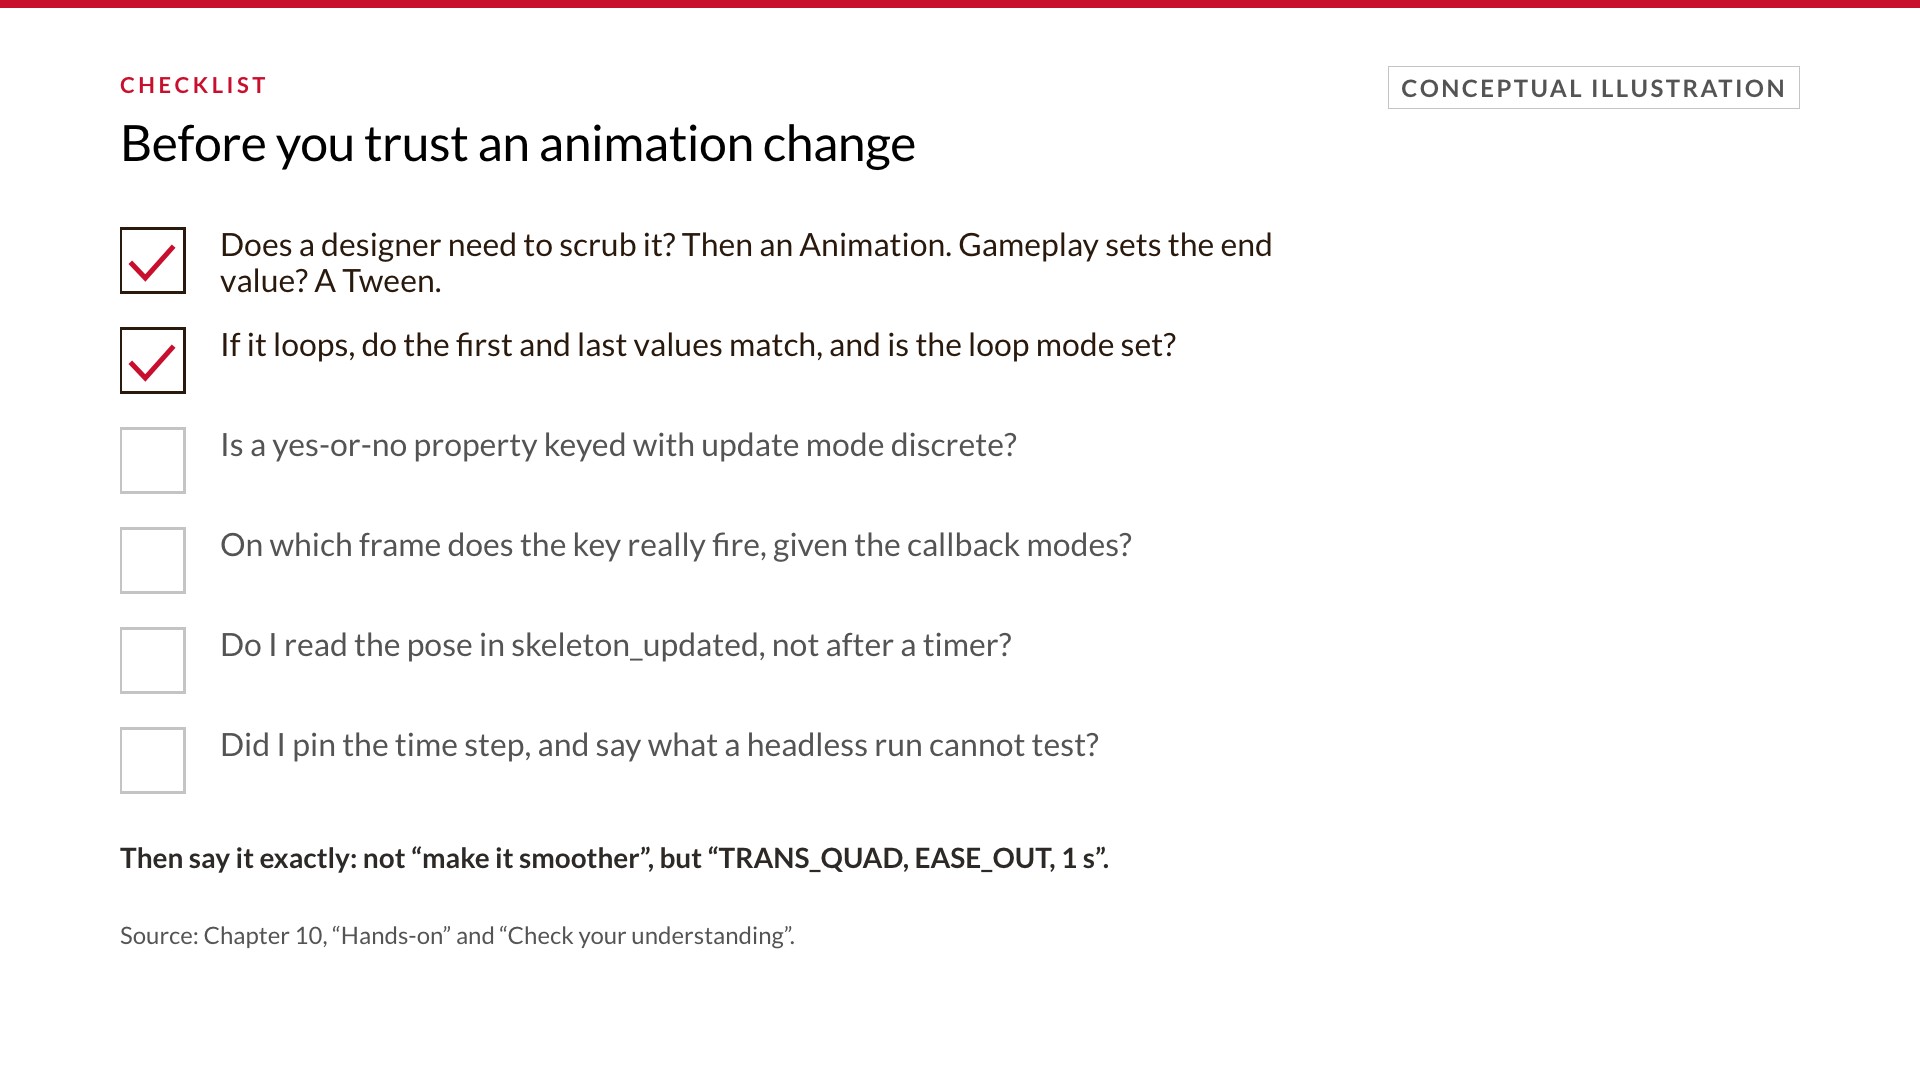 CHECKLIST
CONCEPTUAL ILLUSTRATION
Before you trust an animation change
Does a designer need to scrub it? Then an Animation. Gameplay sets the end
value? A Tween.
If it loops, do the first and last values match, and is the loop mode set?
Is a yes-or-no property keyed with update mode discrete?
On which frame does the key really fire, given the callback modes?
Do I read the pose in skeleton_updated, not after a timer?
Did I pin the time step, and say what a headless run cannot test?
Then say it exactly: not “make it smoother”, but “TRANS_QUAD, EASE_OUT, 1 s”.
Source: Chapter 10, “Hands-on” and “Check your understanding”.